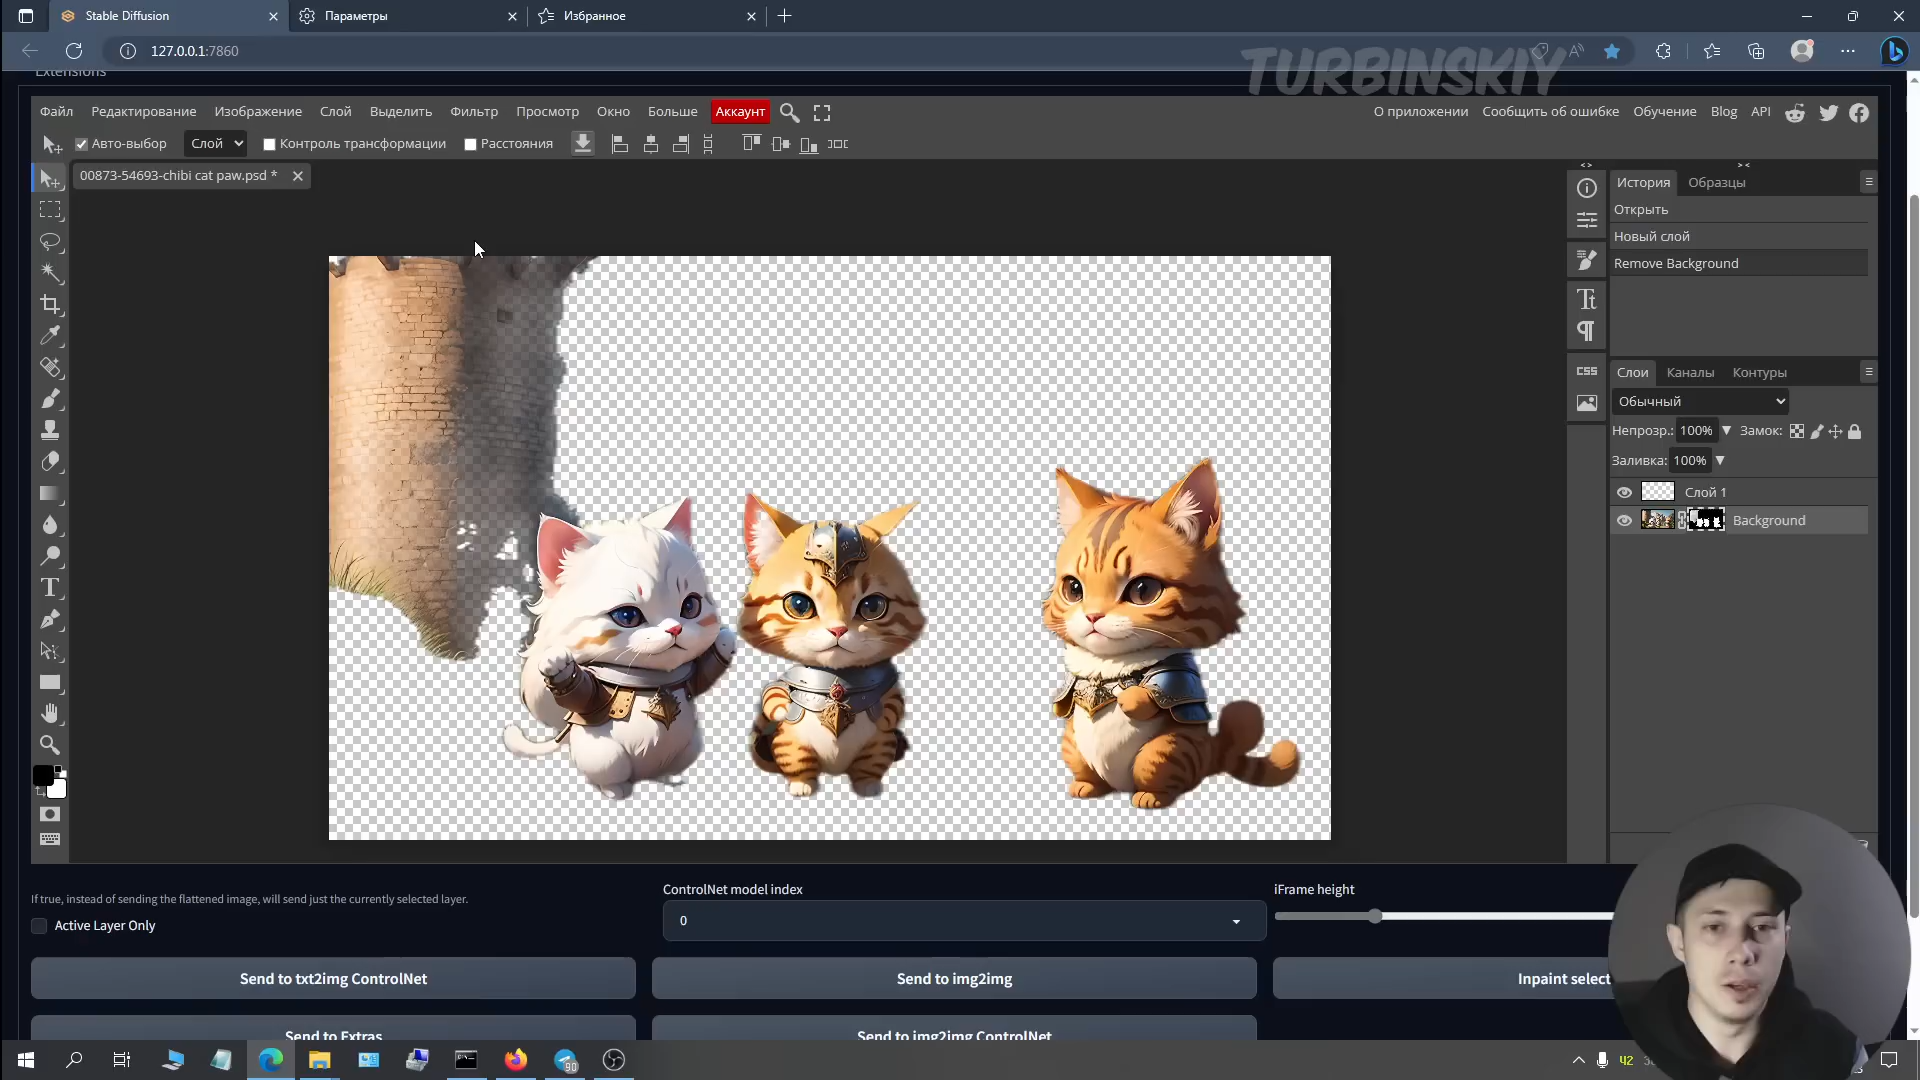 Stable Diffusion
Параметры
Избранное
127.0.0.1:7860
TURBINSKIY
Extensions
Файл Редактирование Изображение Слой Выделить Фильтр Просмотр Окно Больше Аккаунт
О приложении Сообщить об ошибке Обучение Blog API
Авто-выбор Слой Контроль трансформации Расстояния
00873-54693-chibi cat paw.psd *
История Образцы
Открыть
Новый слой
Remove Background
CSS
Слои Каналы Контуры
Обычный
Непрозр.: 100% Замок:
Заливка: 100%
Слой 1
Background
If true, instead of sending the flattened image, will send just the currently selected layer.
Active Layer Only
ControlNet model index
0
iFrame height
Send to txt2img ControlNet
Send to img2img
Inpaint select
Send to Extras
Send to img2img ControlNet
90
42